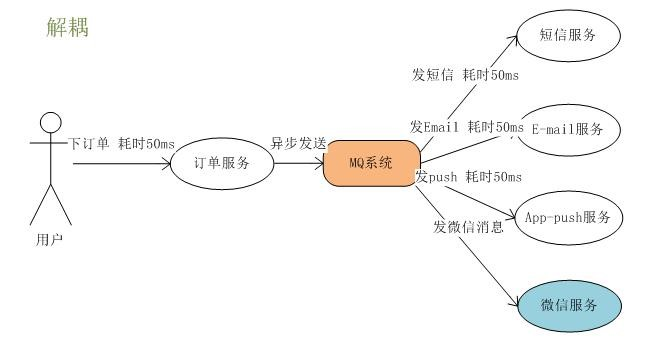 解耦
短信服务
发短信 耗时50ms
发Email 耗时50ms
E-mail服务
下订单 耗时50ms
异步发送
订单服务
MQ系统
发push 耗时50ms
App-push服务
发微信消息
用户
微信服务